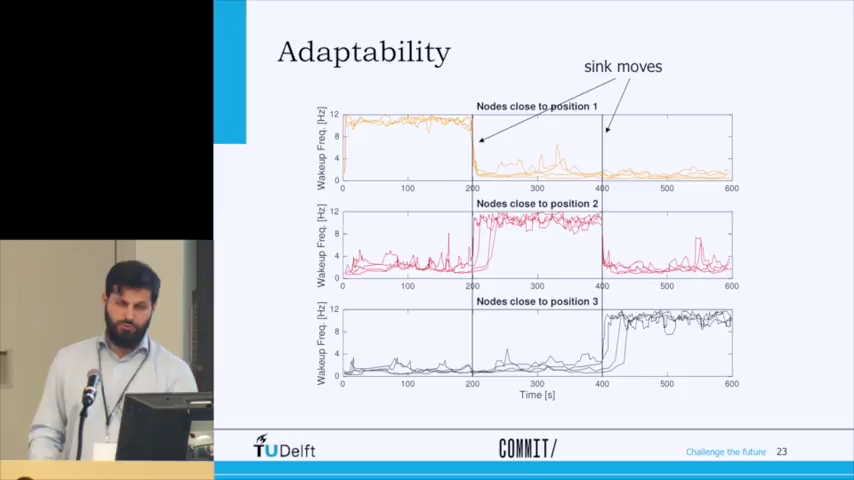 Adaptability
sink moves
Nodes close to position 1
Wakeup Freq. [Hz]
12
8
4
0
0 100 200 300 400 500 600
Nodes close to position 2
Wakeup Freq. [Hz]
12
8
4
0
0 100 200 300 400 500 600
Nodes close to position 3
Wakeup Freq. [Hz]
12
8
4
0
0 100 200 300 400 500 600
Time [s]
TUDelft
COMMIT/
Challenge the future 23